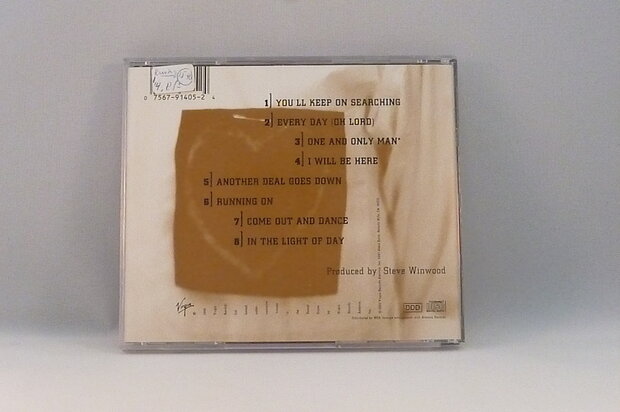 0 7567-91405-2 4
1 YOU'LL KEEP ON SEARCHING
2 EVERY DAY (OH LORD)
3 ONE AND ONLY MAN*
4 I WILL BE HERE
5 ANOTHER DEAL GOES DOWN
6 RUNNING ON
7 COME OUT AND DANCE
8 IN THE LIGHT OF DAY
Produced by Steve Winwood
Virgin
DDD